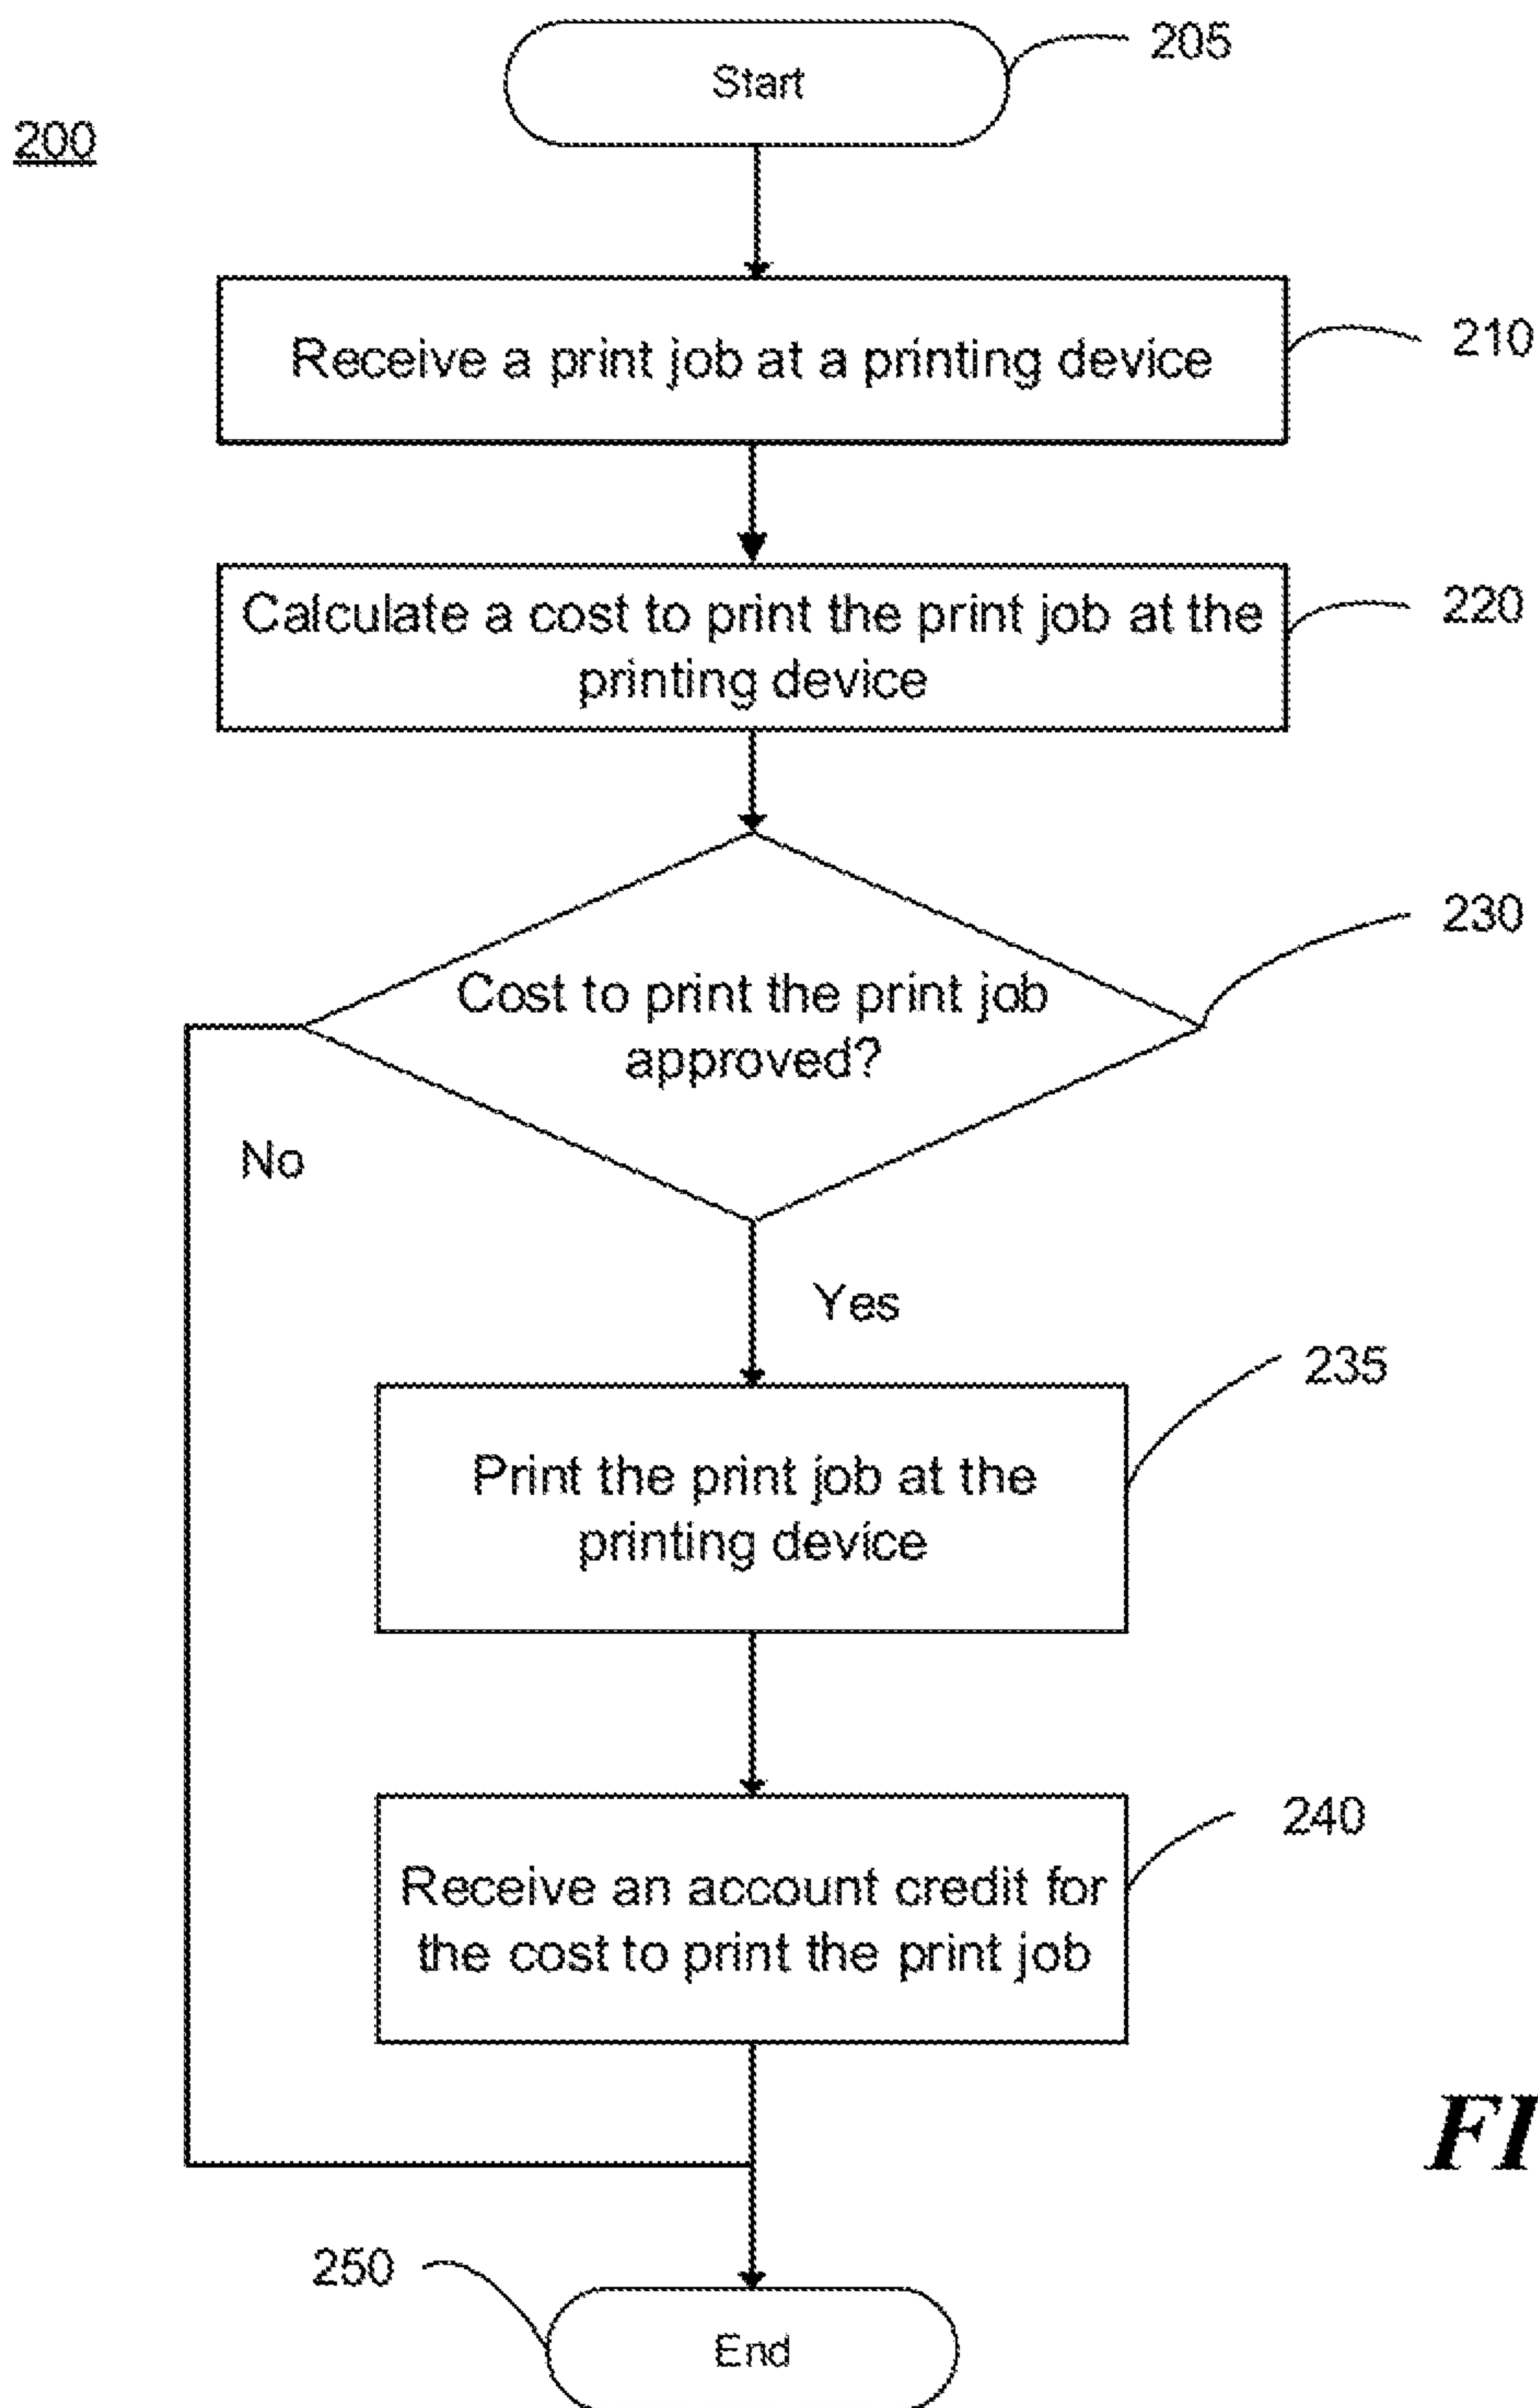 Start
205
200
Receive a print job at a printing device
210
Calculate a cost to print the print job at the
printing device
220
230
Cost to print the print job
approved?
No
Yes
235
Print the print job at the
printing device
240
Receive an account credit for
the cost to print the print job
FI
250
End